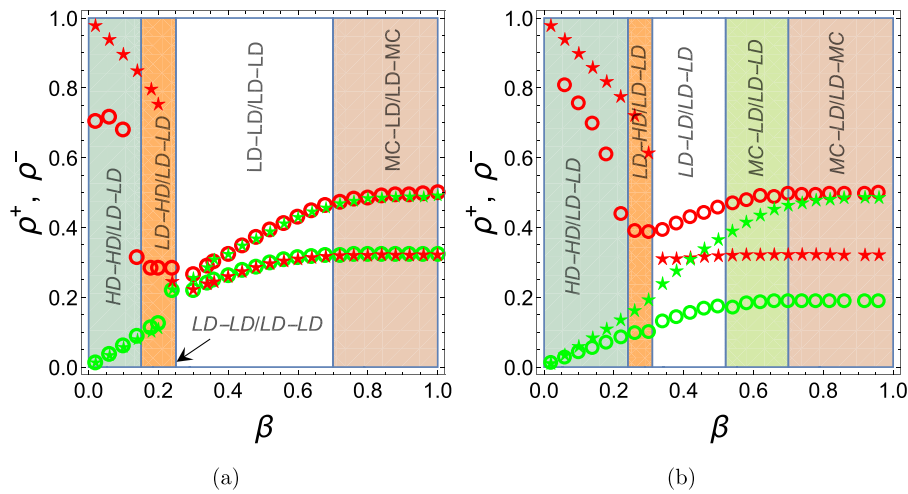 ρ⁺, ρ⁻
1.0
0.8
0.6
0.4
0.2
0.0
HD–HD/LD–LD
LD–HD/LD–LD
LD–LD/LD–LD
MC–LD/LD–MC
LD–LD/LD–LD
0.0 0.2 0.4 0.6 0.8 1.0
β
(a)
ρ⁺, ρ⁻
1.0
0.8
0.6
0.4
0.2
0.0
HD–HD/LD–LD
LD–HD/LD–LD
LD–LD/LD–LD
MC–LD/LD–LD
MC–LD/LD–MC
0.0 0.2 0.4 0.6 0.8 1.0
β
(b)